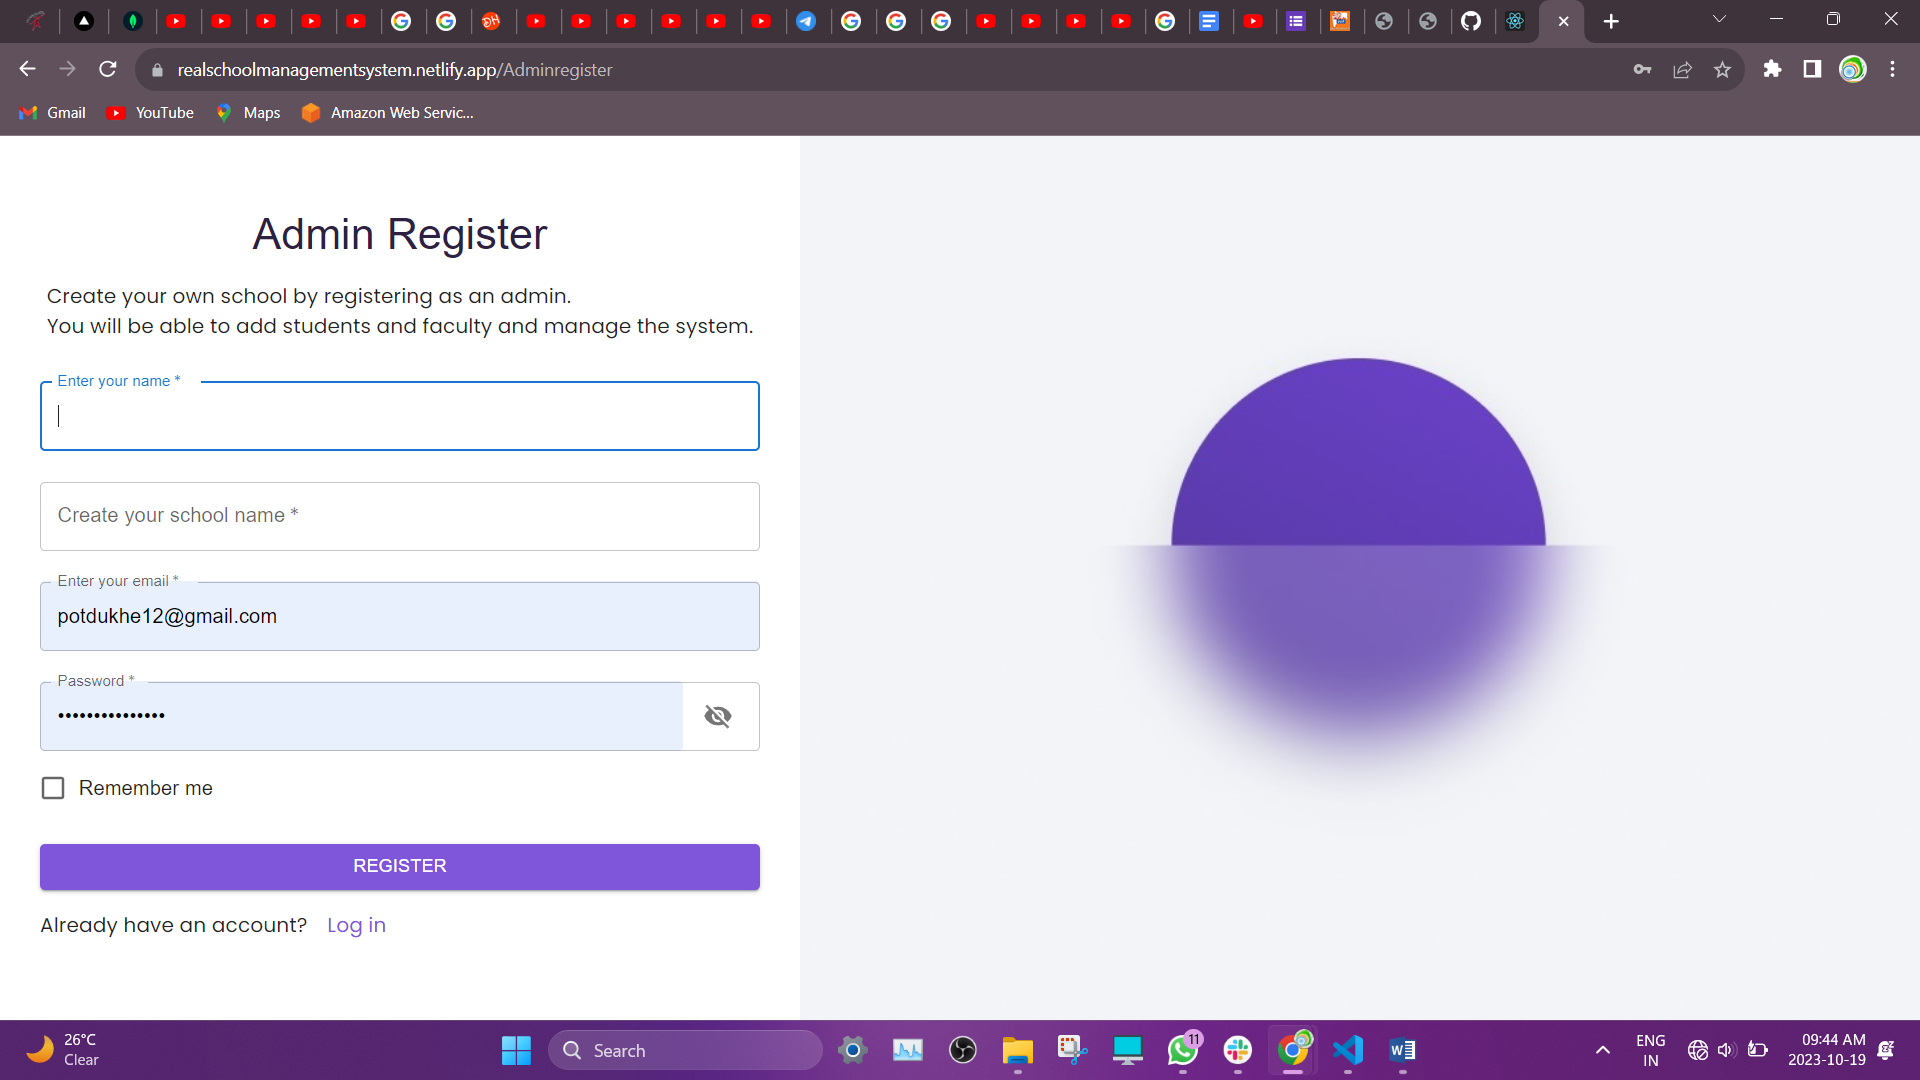 realschoolmanagementsystem.netlify.app/Adminregister
Gmail
YouTube
Maps
Amazon Web Servic...
Admin Register
Create your own school by registering as an admin.
You will be able to add students and faculty and manage the system.
Enter your name *
Create your school name *
Enter your email *
potdukhe12@gmail.com
Password *
•••••••••••••••
Remember me
REGISTER
Already have an account? Log in
26°C
Clear
Search
11
ENG
IN
09:44 AM
2023-10-19